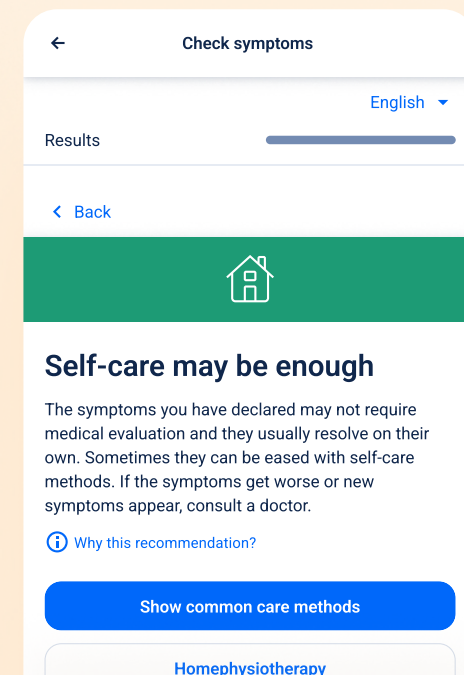 Check symptoms
English
Results
Back
Self-care may be enough
The symptoms you have declared may not require
medical evaluation and they usually resolve on their
own. Sometimes they can be eased with self-care
methods. If the symptoms get worse or new
symptoms appear, consult a doctor.
Why this recommendation?
Show common care methods
Homephysiotherapy